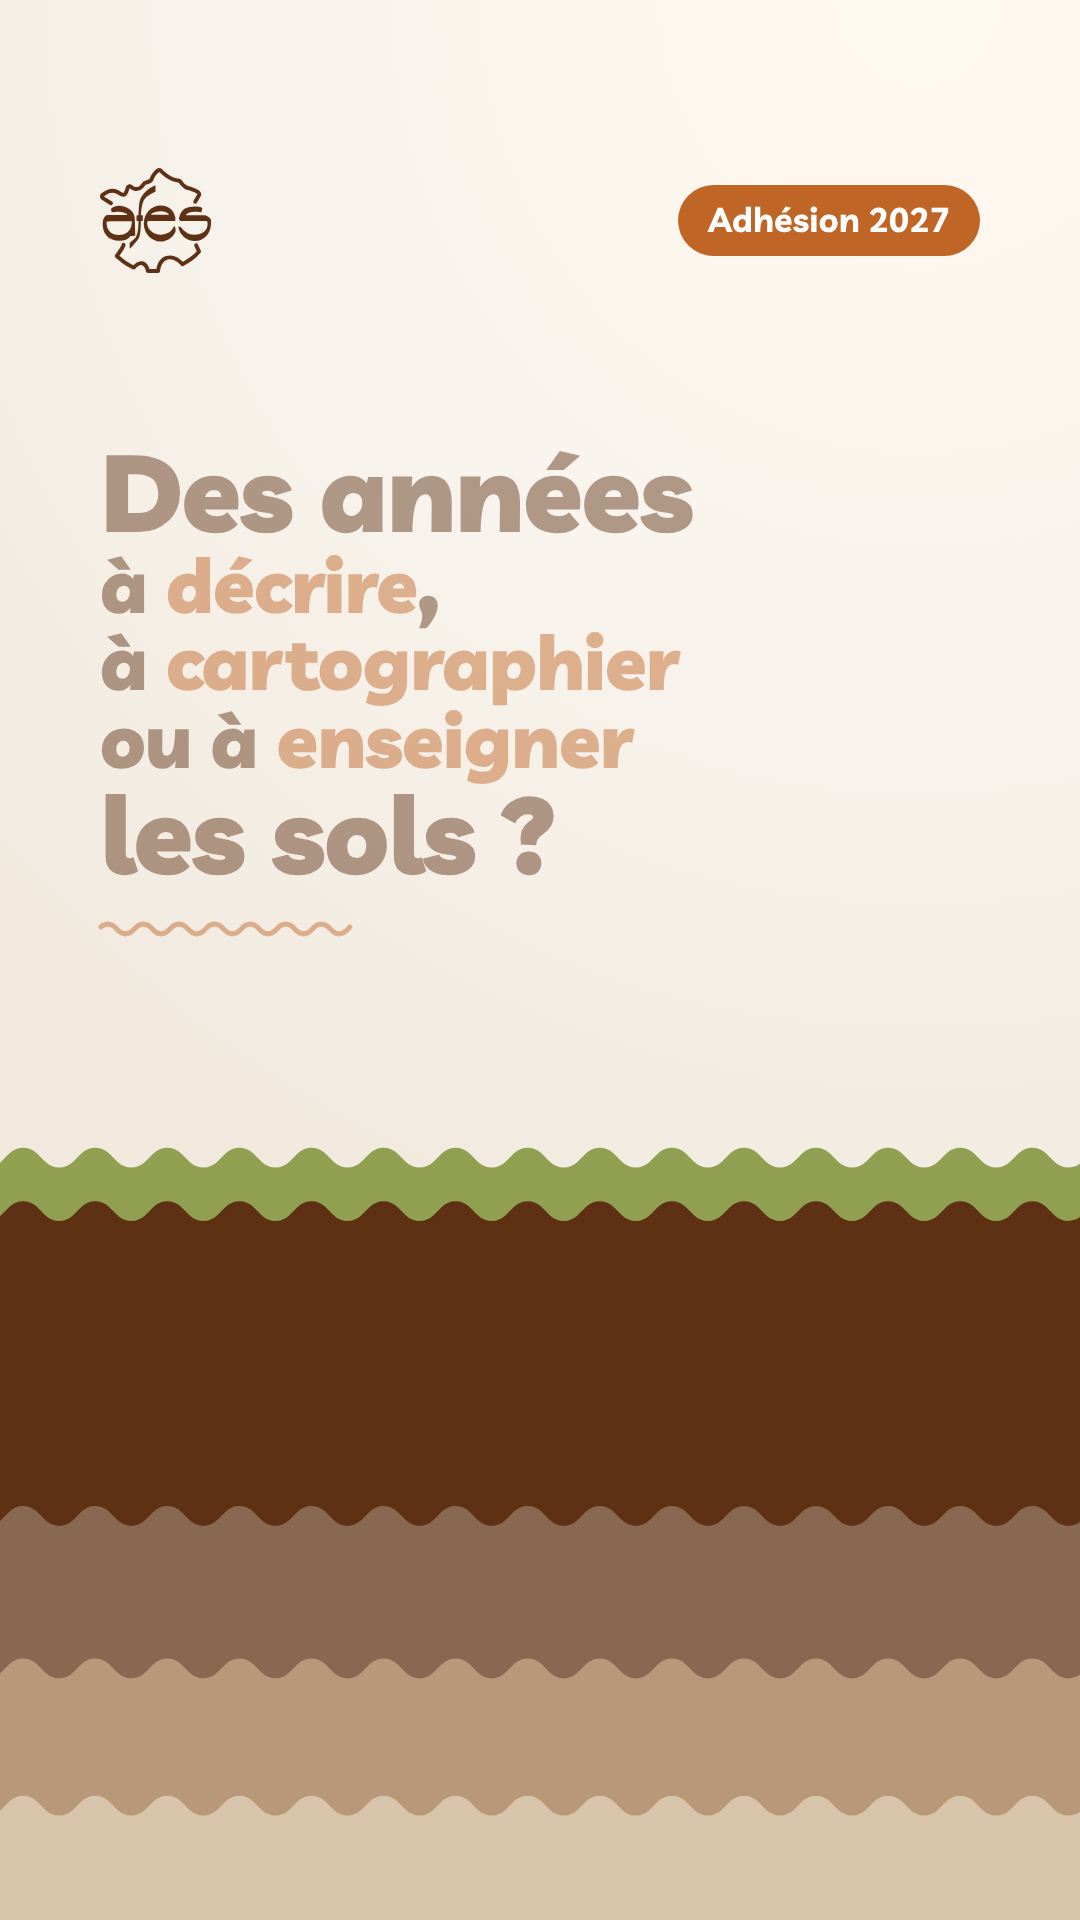 afes
Adhésion 2027
Des années
à décrire,
à cartographier
ou à enseigner
les sols ?